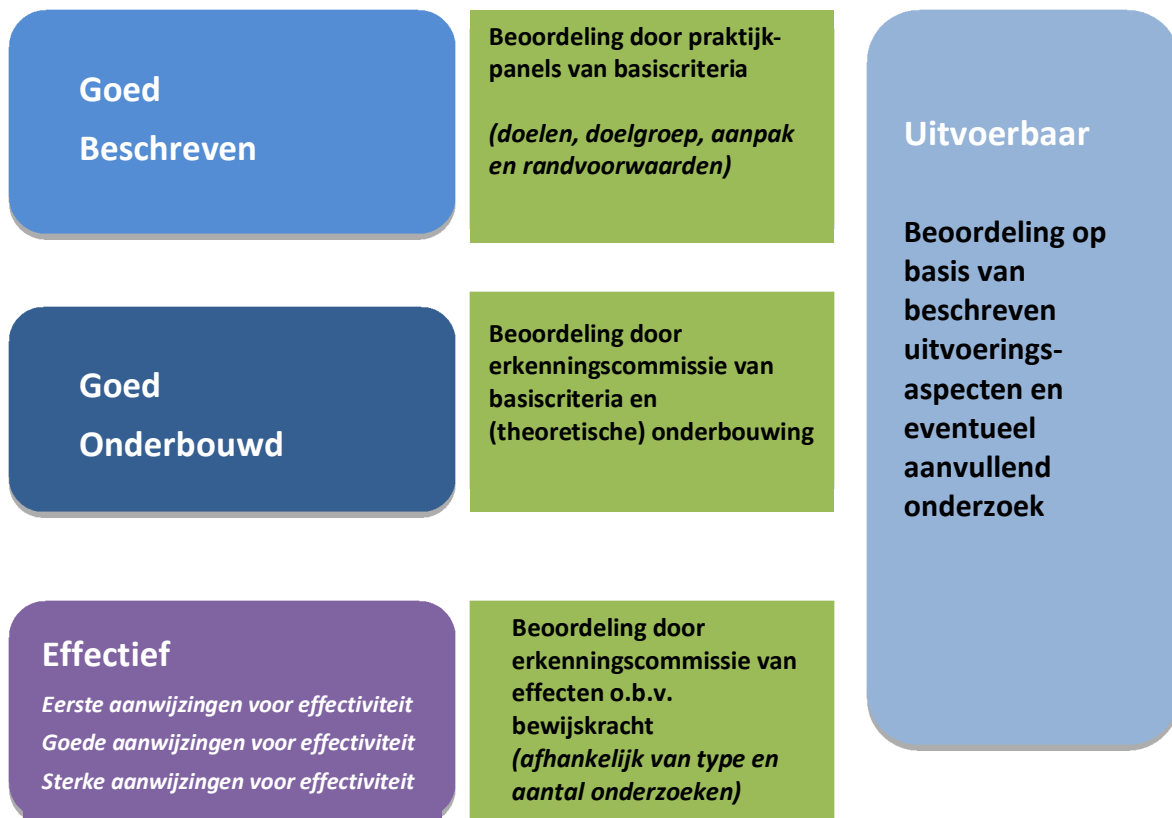 Goed
Beschreven
Beoordeling door praktijk-
panels van basiscriteria
(doelen, doelgroep, aanpak
en randvoorwaarden)
Goed
Onderbouwd
Beoordeling door
erkenningscommissie van
basiscriteria en
(theoretische) onderbouwing
Effectief
Eerste aanwijzingen voor effectiviteit
Goede aanwijzingen voor effectiviteit
Sterke aanwijzingen voor effectiviteit
Beoordeling door
erkenningscommissie van
effecten o.b.v.
bewijskracht
(afhankelijk van type en
aantal onderzoeken)
Uitvoerbaar
Beoordeling op
basis van
beschreven
uitvoerings-
aspecten en
eventueel
aanvullend
onderzoek